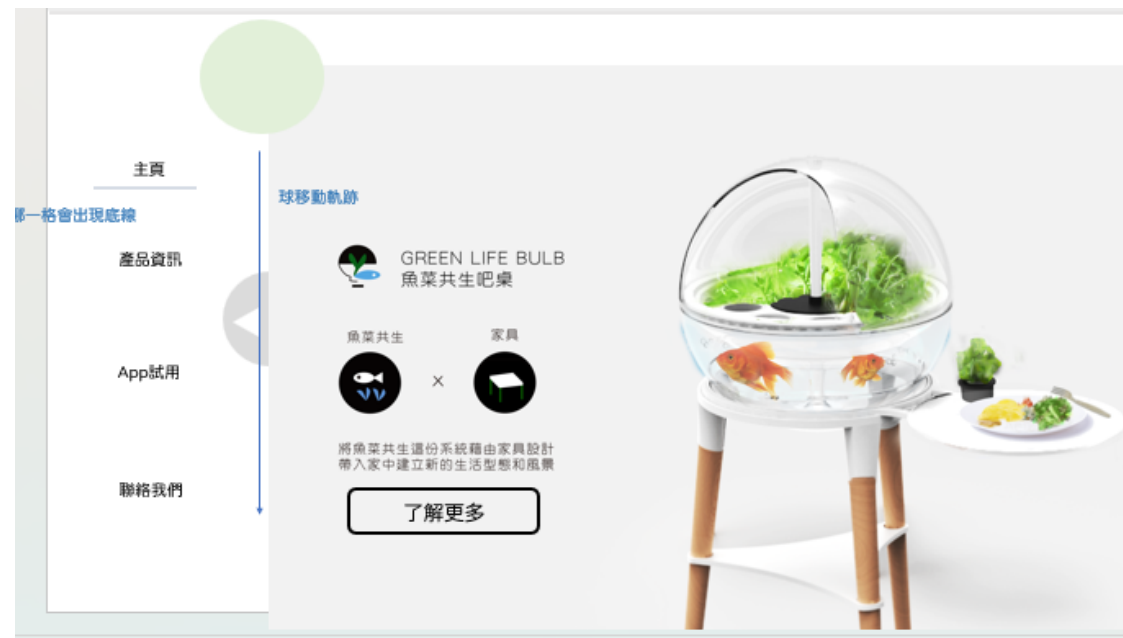 主頁
哪一格會出現底線
產品資訊
App試用
聯絡我們
球移動軌跡
GREEN LIFE BULB
魚菜共生吧桌
魚菜共生
家具
×
將魚菜共生這份系統藉由家具設計
帶入家中建立新的生活型態和風景
了解更多